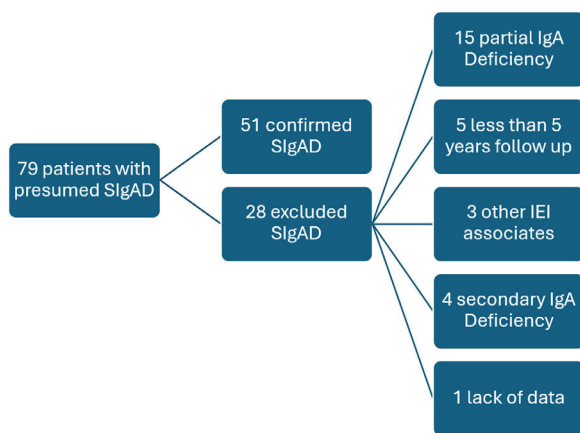 79 patients with
presumed SIgAD
51 confirmed
SIgAD
28 excluded
SIgAD
15 partial IgA
Deficiency
5 less than 5
years follow up
3 other IEI
associates
4 secondary IgA
Deficiency
1 lack of data